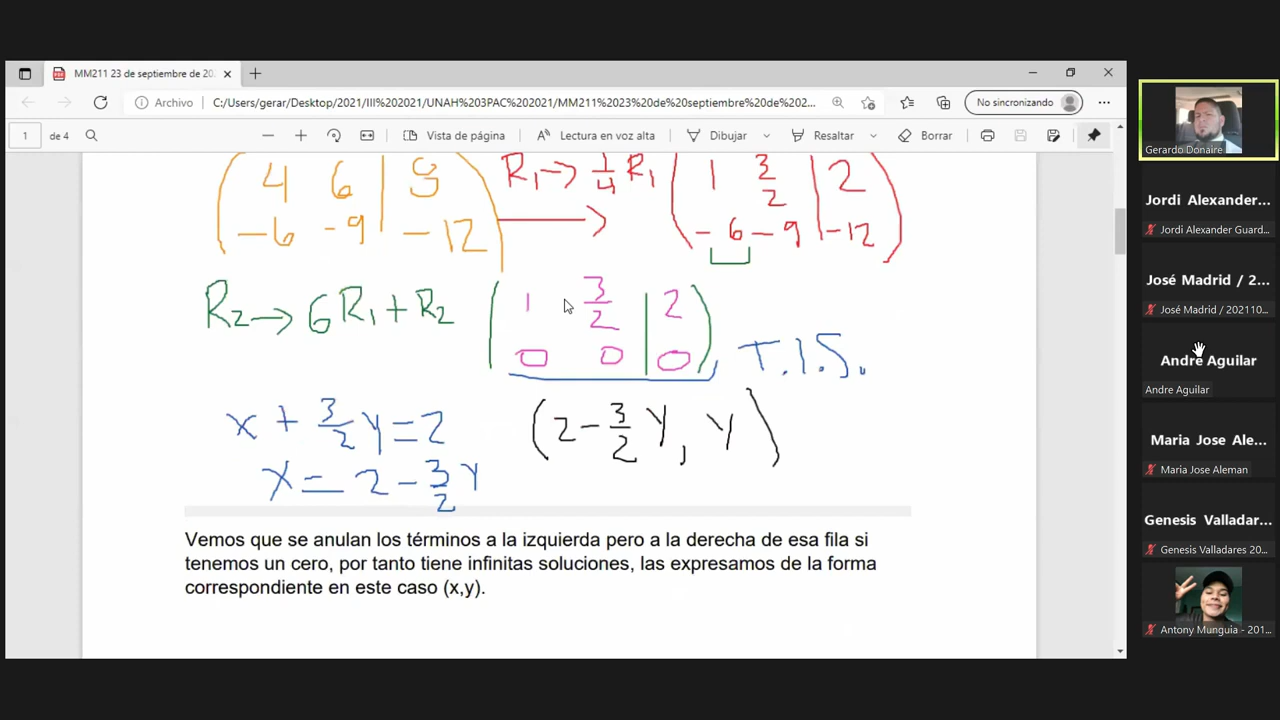 MM211 23 de septiembre de 20
Archivo C:/Users/gerar/Desktop/2021/III%202021/UNAH%203PAC%202021/MM211%2023%20de%20septiembre%20de%202... No sincronizando
1 de 4 Vista de página Lectura en voz alta Dibujar Resaltar Borrar
4 6 | 8
-6 -9 | -12
R1 → 1/4 R1
1 3/2 | 2
-6 -9 | -12
R2 → 6R1 + R2
1 3/2 | 2
0 0 | 0
T.I.S.
x + 3/2 y = 2
(2 - 3/2 y, y)
x = 2 - 3/2 y
Vemos que se anulan los términos a la izquierda pero a la derecha de esa fila si
tenemos un cero, por tanto tiene infinitas soluciones, las expresamos de la forma
correspondiente en este caso (x,y).
Gerardo Donaire
Jordi Alexander...
Jordi Alexander Guard...
José Madrid / 2...
José Madrid / 202110...
Andre Aguilar
Andre Aguilar
Maria Jose Ale...
Maria Jose Aleman
Genesis Valladar...
Genesis Valladares 20...
Antony Munguia - 201...